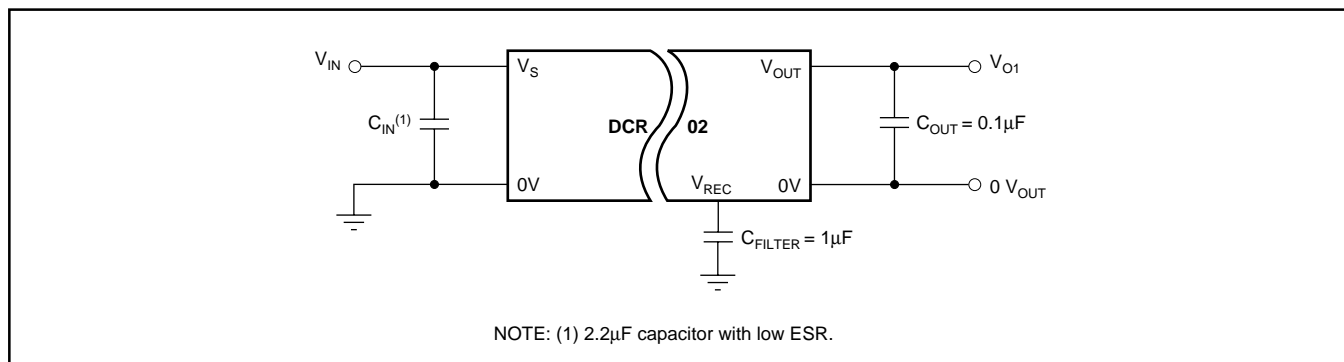 V_IN
V_S
V_OUT
V_O1
C_IN^(1)
DCR 02
C_OUT = 0.1μF
0V
V_REC
0V
0 V_OUT
C_FILTER = 1μF
NOTE: (1) 2.2μF capacitor with low ESR.